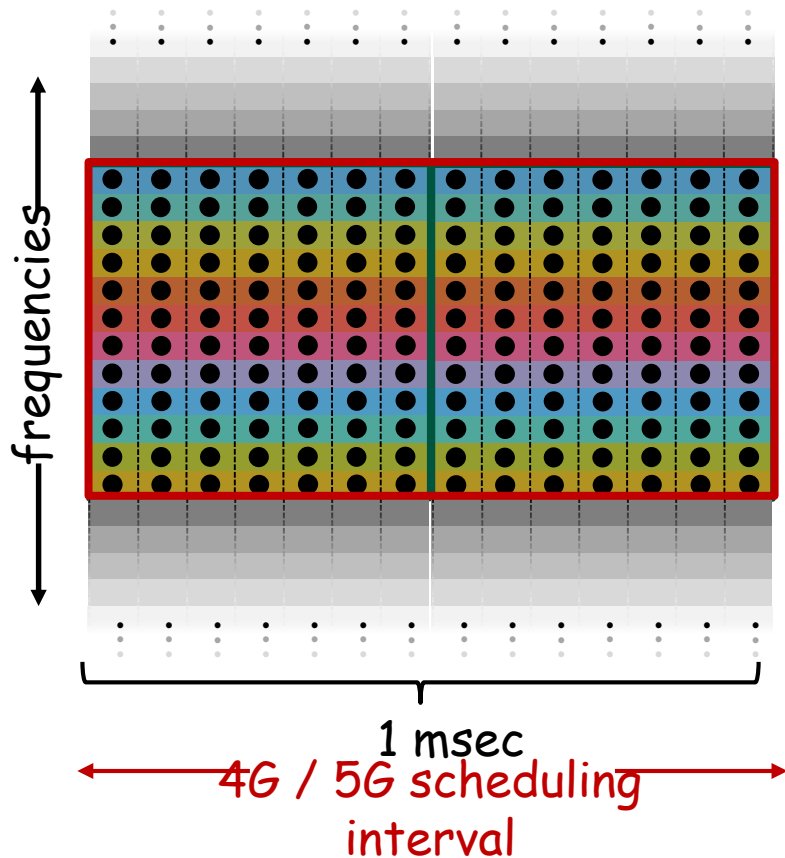 frequencies
1 msec
4G / 5G scheduling
interval